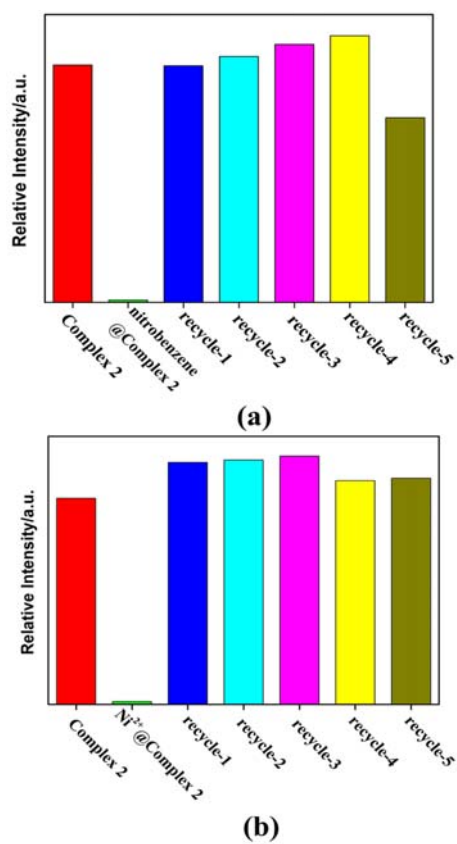 Relative Intensity/a.u.
Complex 2
nitrobenzene
@Complex 2
recycle-1
recycle-2
recycle-3
recycle-4
recycle-5
(a)
Relative Intensity/a.u.
Complex 2
Ni²⁺@Complex 2
recycle-1
recycle-2
recycle-3
recycle-4
recycle-5
(b)